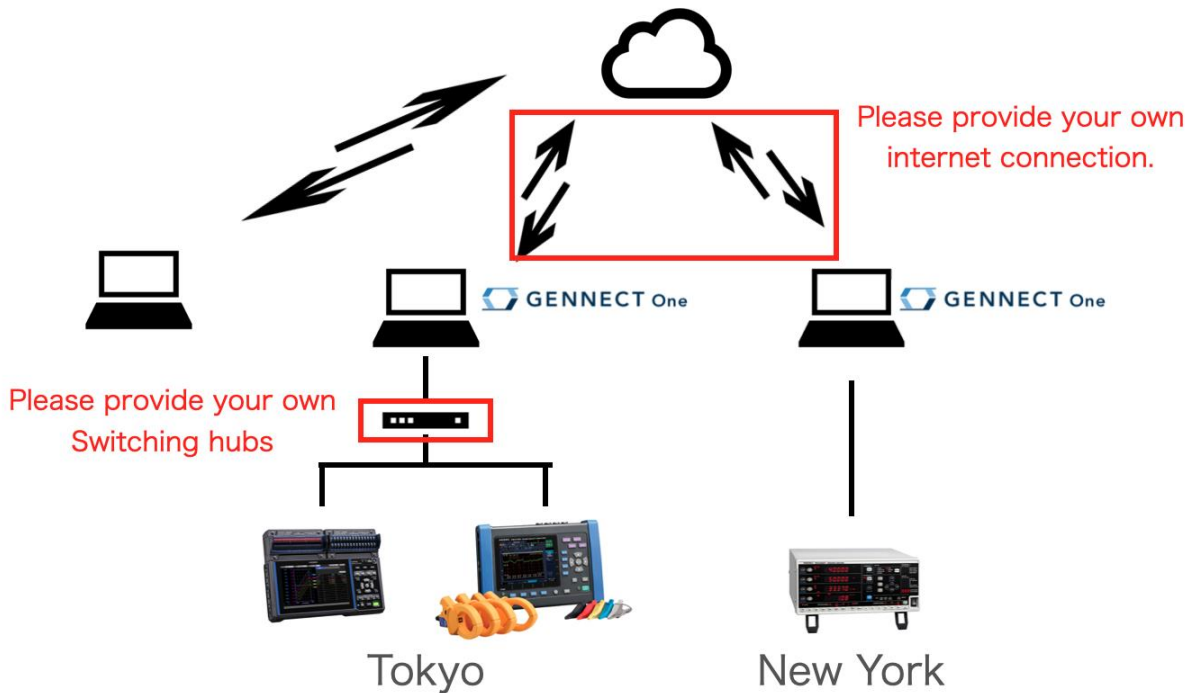 Please provide your own
internet connection.
GENNECT One
GENNECT One
Please provide your own
Switching hubs
Tokyo
New York